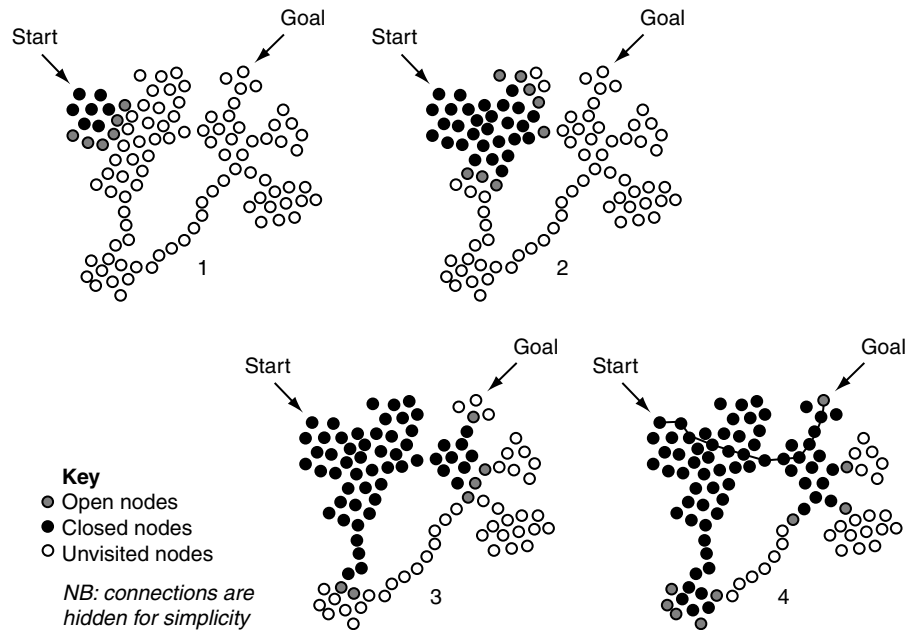 Start
Goal
1
Start
Goal
2
Start
Goal
3
Start
Goal
4
Key
Open nodes
Closed nodes
Unvisited nodes
NB: connections are
hidden for simplicity